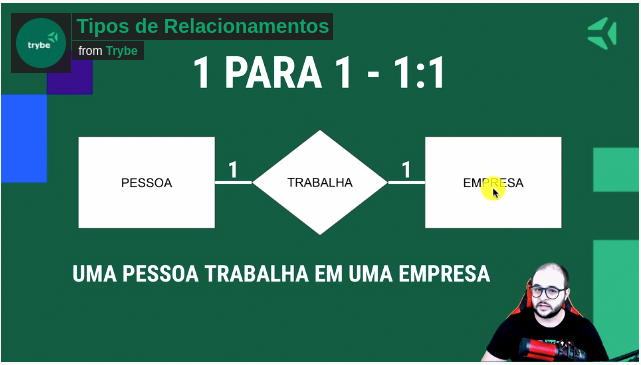 trybe
Tipos de Relacionamentos
from Trybe
1 PARA 1 - 1:1
PESSOA
1
TRABALHA
1
EMPRESA
UMA PESSOA TRABALHA EM UMA EMPRESA